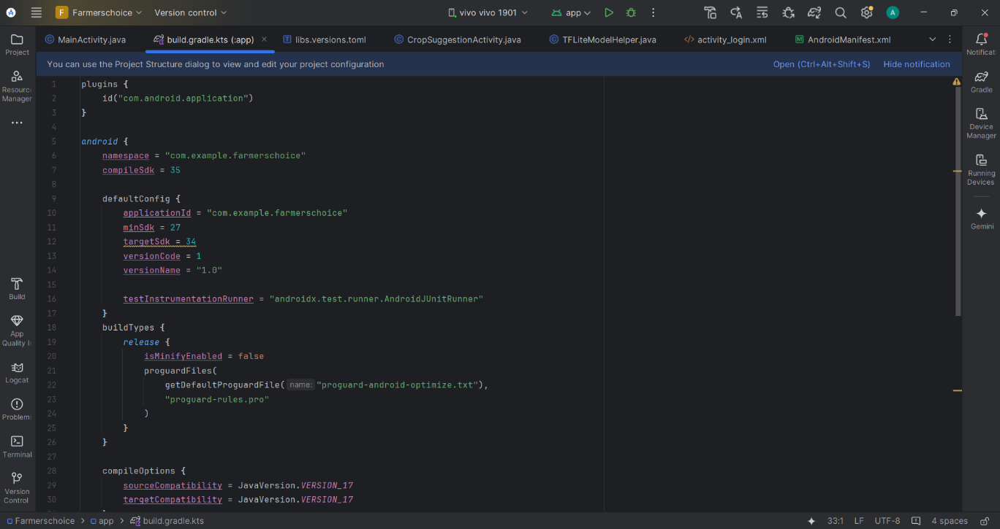 F Farmerschoice Version control vivo vivo 1901 app A
MainActivity.java build.gradle.kts (:app) libs.versions.toml CropSuggestionActivity.java TFLiteModelHelper.java activity_login.xml AndroidManifest.xml
You can use the Project Structure dialog to view and edit your project configuration Open (Ctrl+Alt+Shift+S) Hide notification
Project
Resourc
Manager
Build
App
Quality I
Logcat
Problem
Terminal
Version
Control
1 plugins {
2 id("com.android.application")
3 }
4
5 android {
6 namespace = "com.example.farmerschoice"
7 compileSdk = 35
8
9 defaultConfig {
10 applicationId = "com.example.farmerschoice"
11 minSdk = 27
12 targetSdk = 34
13 versionCode = 1
14 versionName = "1.0"
15
16 testInstrumentationRunner = "androidx.test.runner.AndroidJUnitRunner"
17 }
18 buildTypes {
19 release {
20 isMinifyEnabled = false
21 proguardFiles(
22 getDefaultProguardFile( name: "proguard-android-optimize.txt"),
23 "proguard-rules.pro"
24 )
25 }
26 }
27
28 compileOptions {
29 sourceCompatibility = JavaVersion.VERSION_17
30 targetCompatibility = JavaVersion.VERSION_17
Notificat
Gradle
Device
Manager
Running
Devices
Gemini
Farmerschoice > app > build.gradle.kts 33:1 LF UTF-8 4 spaces